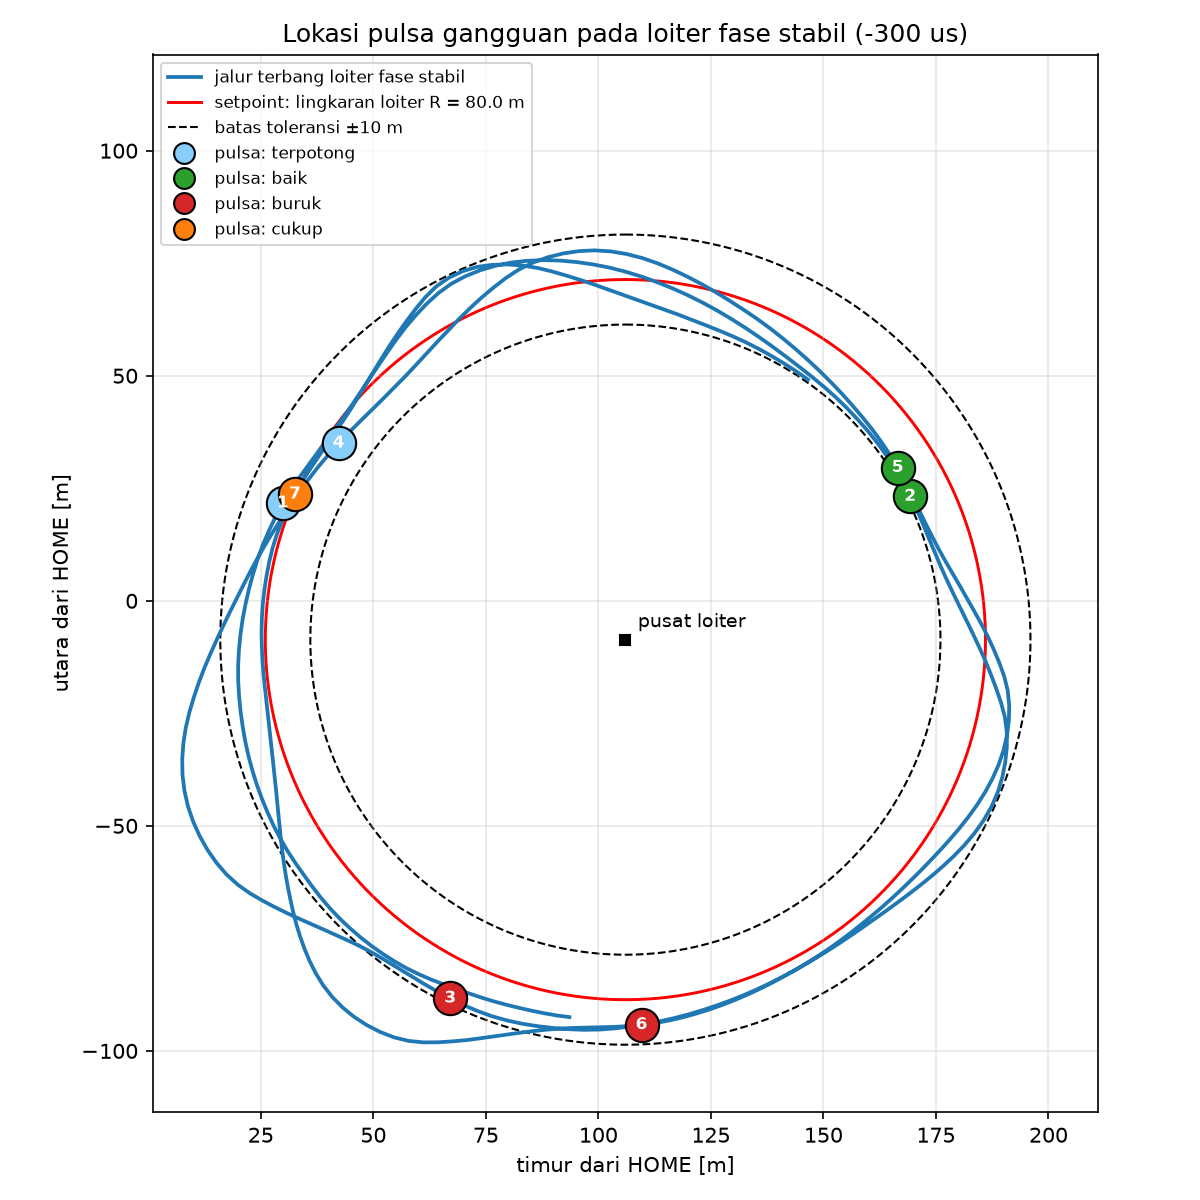 Lokasi pulsa gangguan pada loiter fase stabil (-300 us)
jalur terbang loiter fase stabil
setpoint: lingkaran loiter R = 80.0 m
batas toleransi ±10 m
pulsa: terpotong
pulsa: baik
pulsa: buruk
pulsa: cukup
100
50
0
−50
−100
utara dari HOME [m]
4
1
7
5
2
pusat loiter
3
6
25
50
75
100
125
150
175
200
timur dari HOME [m]